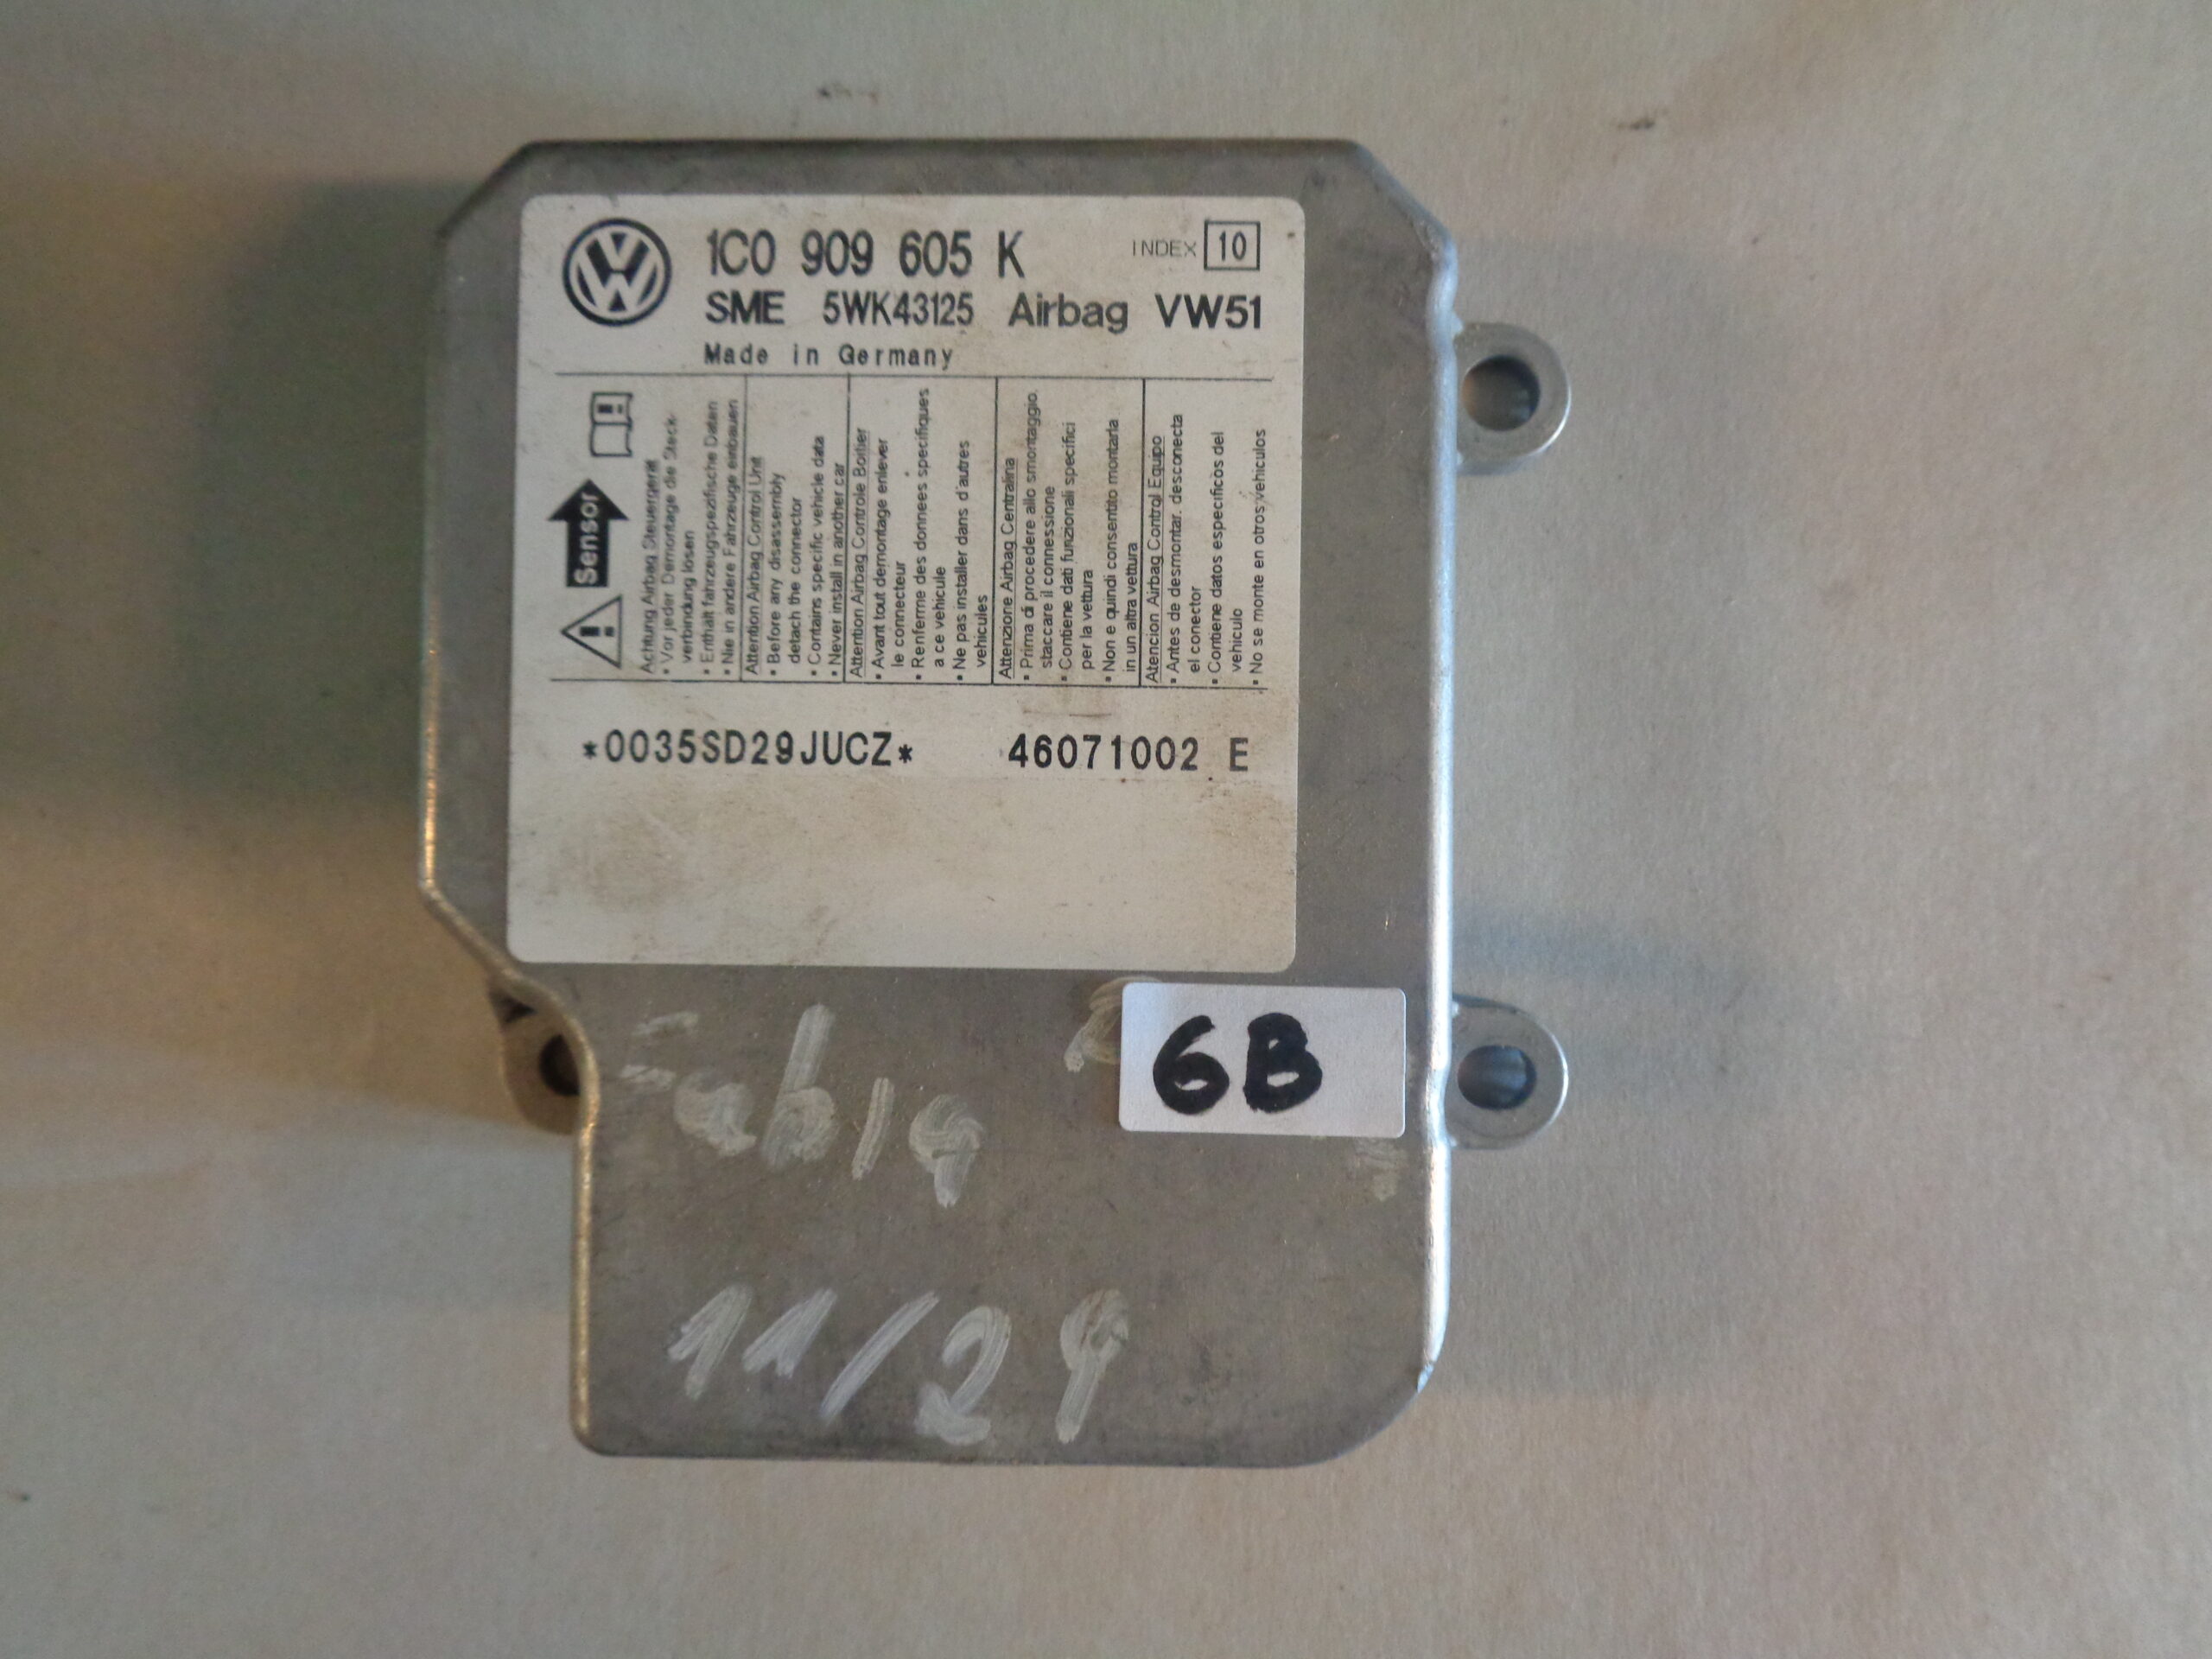 1C0 909 605 K INDEX 10
SME 5WK43125 Airbag VW51
Made in Germany
Sensor
Achtung Airbag Steuergerät
• Vor jeder Demontage die Steck-
verbindung lösen
• Enthält fahrzeugspezifische Daten
• Nie in andere Fahrzeuge einbauen
Attention Airbag Control Unit
• Before any disassembly
detach the connector
• Contains specific vehicle data
• Never install in another car
Attention Airbag Controle Boitier
• Avant tout demontage enlever
le connecteur
• Renferme des donnees specifiques
a ce vehicule
• Ne pas installer dans d'autres
vehicules
Attenzione Airbag Centralina
• Prima di procedere allo smontaggio.
staccare il connessione
• Contiene dati funzionali specifici
per la vettura
• Non e quindi consentito montarla
in un altra vettura
Atencion Airbag Control Equipo
• Antes de desmontar. desconecta
el conector
• Contiene datos especificos del
vehiculo
• No se monte en otros vehiculos
*0035SD29JUCZ* 46071002 E
6B
Fabia
11/29